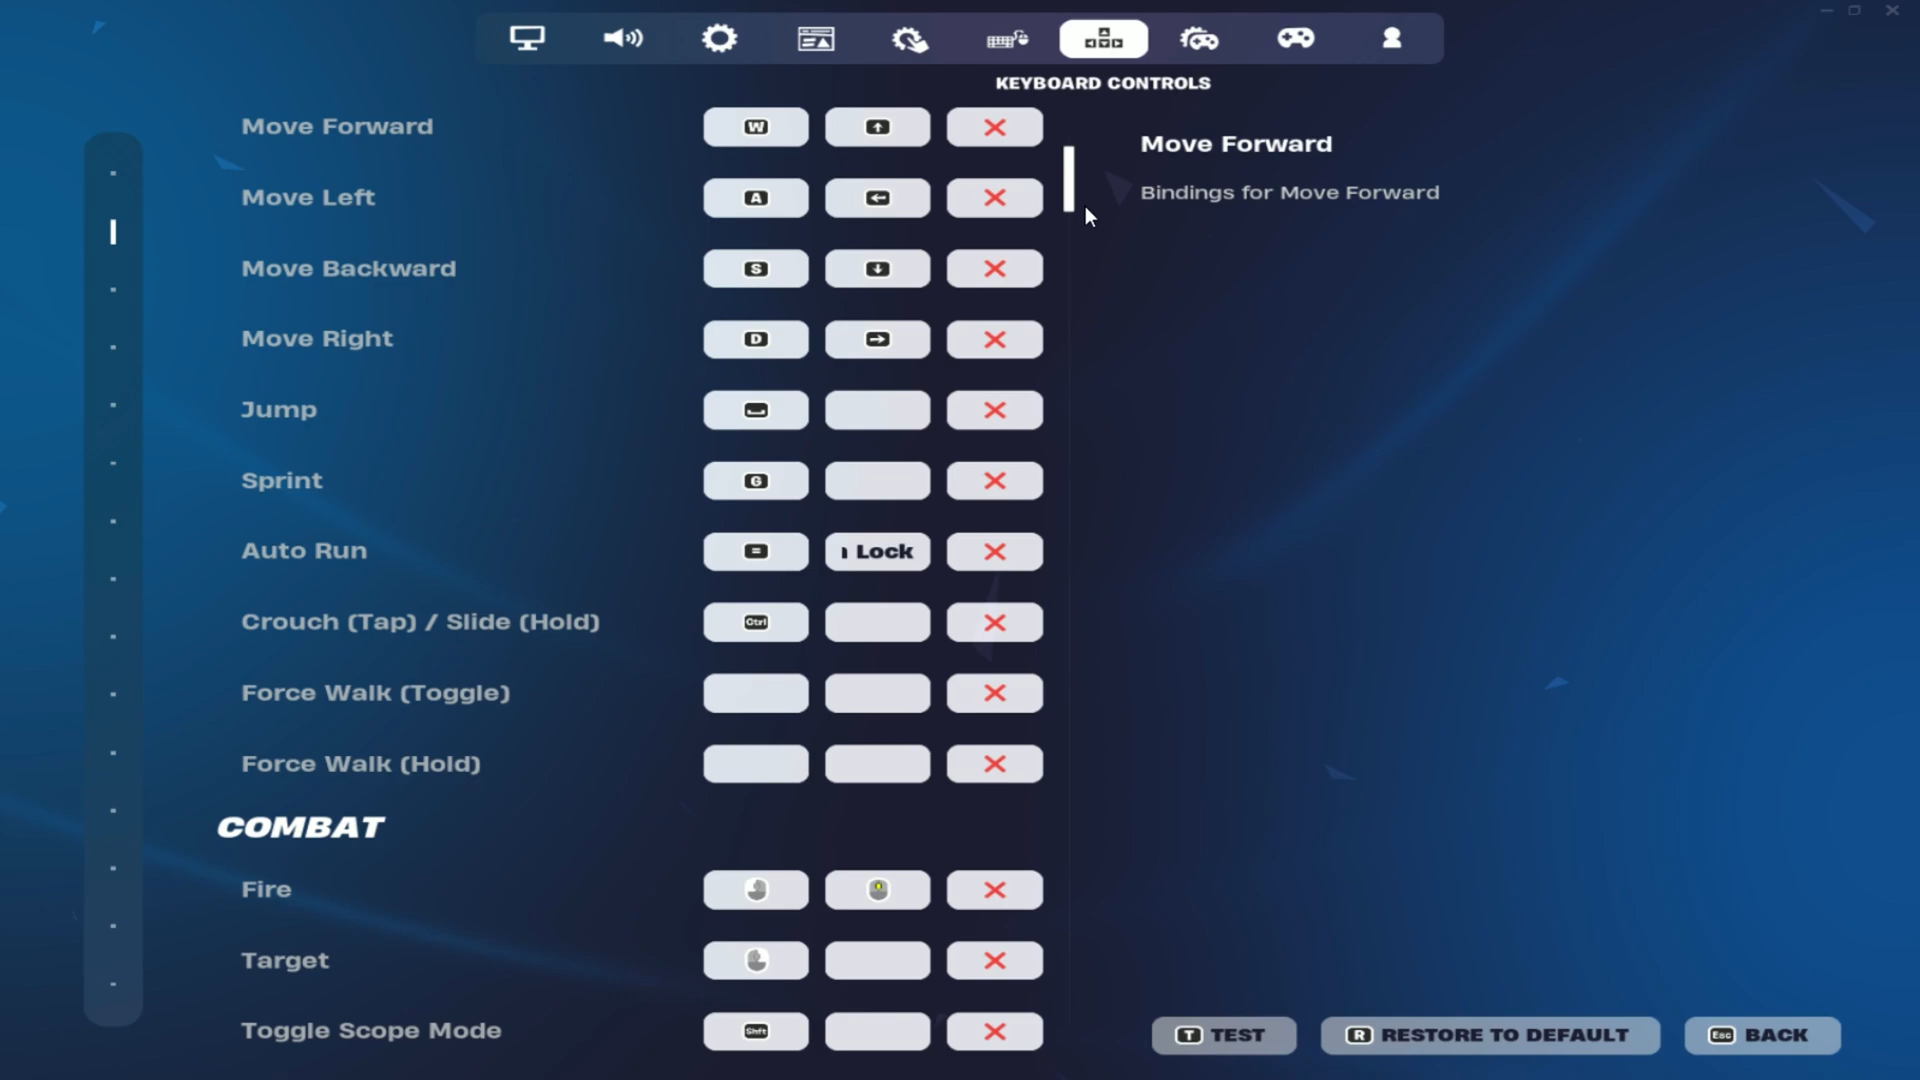 KEYBOARD CONTROLS
Move Forward W ↑
Move Left A ←
Move Backward S ↓
Move Right D →
Jump
Sprint G
Auto Run = Lock
Crouch (Tap) / Slide (Hold) Ctrl
Force Walk (Toggle)
Force Walk (Hold)
COMBAT
Fire
Target
Toggle Scope Mode Shift
Move Forward
Bindings for Move Forward
T TEST
R RESTORE TO DEFAULT
Esc BACK